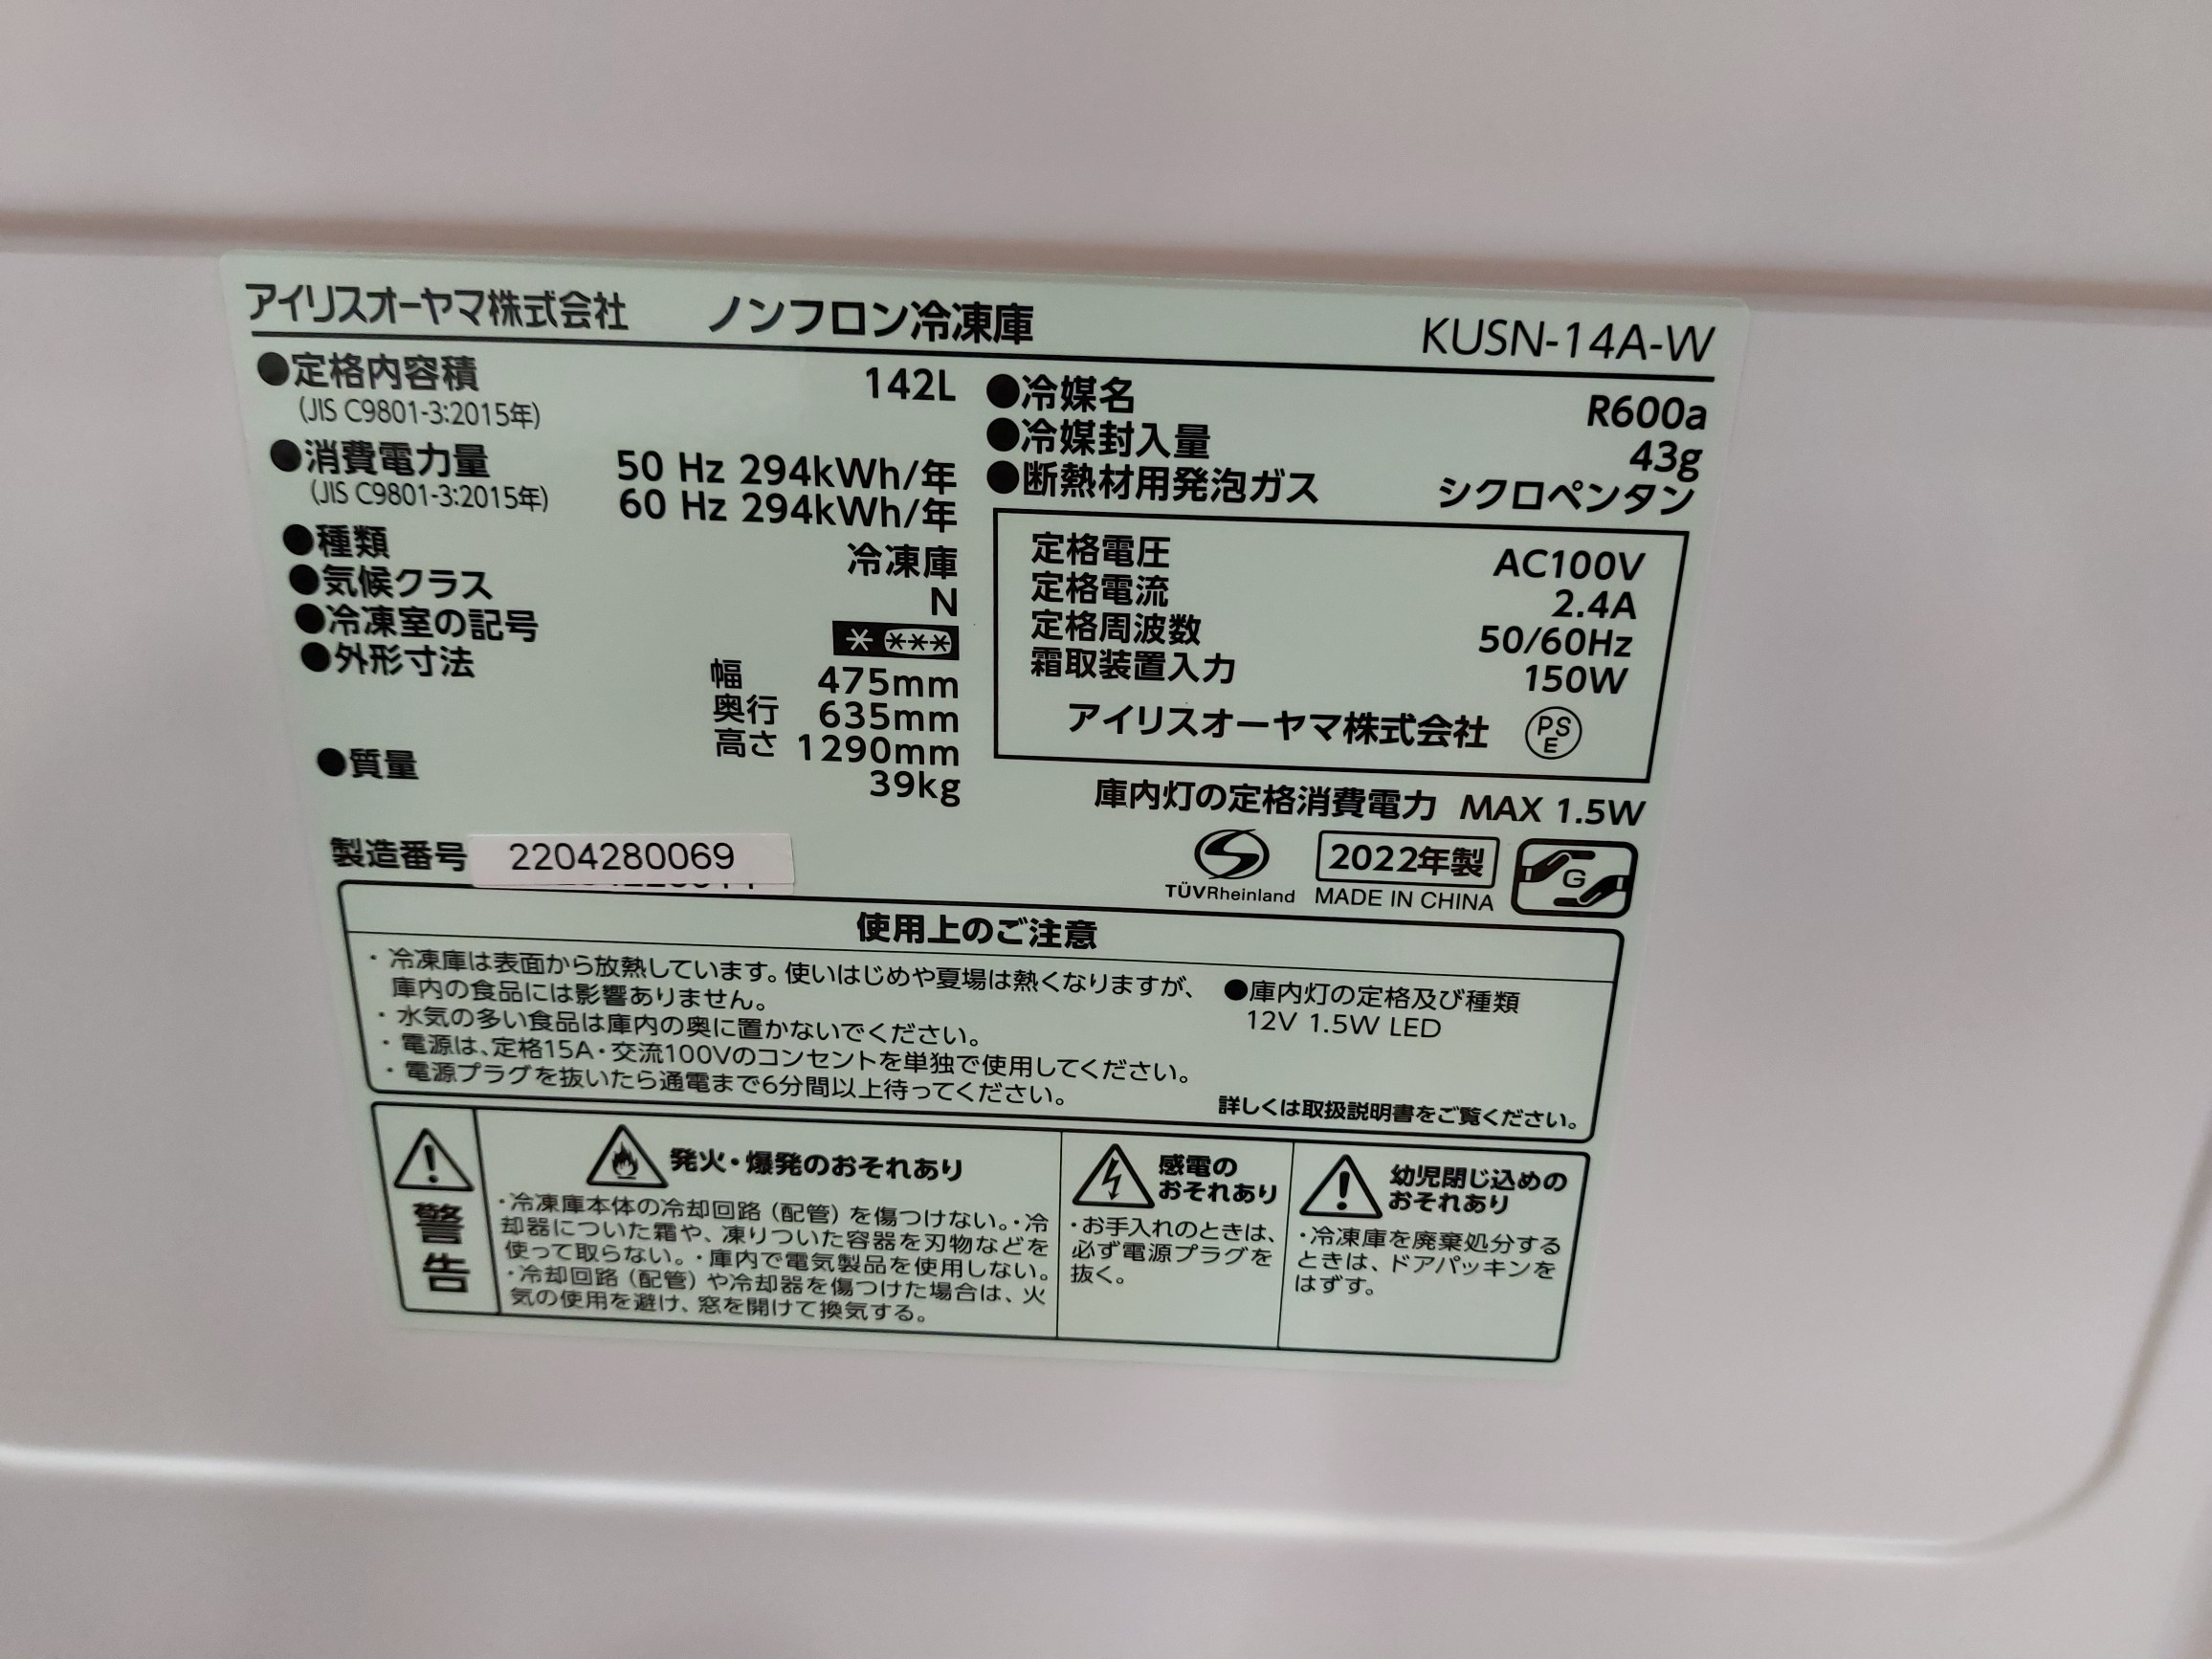 アイリスオーヤマ株式会社 ノンフロン冷凍庫 KUSN-14A-W
●定格内容積 142L
(JIS C9801-3:2015年)
●消費電力量 50 Hz 294kWh/年
(JIS C9801-3:2015年) 60 Hz 294kWh/年
●種類 冷凍庫
●気候クラス N
●冷凍室の記号 * ***
●外形寸法 幅 475mm
奥行 635mm
高さ 1290mm
●質量 39kg
製造番号 2204280069
●冷媒名 R600a
●冷媒封入量 43g
●断熱材用発泡ガス シクロペンタン
定格電圧 AC100V
定格電流 2.4A
定格周波数 50/60Hz
霜取装置入力 150W
アイリスオーヤマ株式会社 PSE
庫内灯の定格消費電力 MAX 1.5W
TÜVRheinland
2022年製
MADE IN CHINA
G
使用上のご注意
・冷凍庫は表面から放熱しています。使いはじめや夏場は熱くなりますが、
庫内の食品には影響ありません。
・水気の多い食品は庫内の奥に置かないでください。
・電源は、定格15A・交流100Vのコンセントを単独で使用してください。
・電源プラグを抜いたら通電まで6分間以上待ってください。
●庫内灯の定格及び種類
12V 1.5W LED
詳しくは取扱説明書をご覧ください。
警告
発火・爆発のおそれあり
・冷凍庫本体の冷却回路(配管)を傷つけない。・冷
却器についた霜や、凍りついた容器を刃物などを
使って取らない。・庫内で電気製品を使用しない。
・冷却回路(配管)や冷却器を傷つけた場合は、火
気の使用を避け、窓を開けて換気する。
感電の
おそれあり
・お手入れのときは、
必ず電源プラグを
抜く。
幼児閉じ込めの
おそれあり
・冷凍庫を廃棄処分する
ときは、ドアパッキンを
はずす。